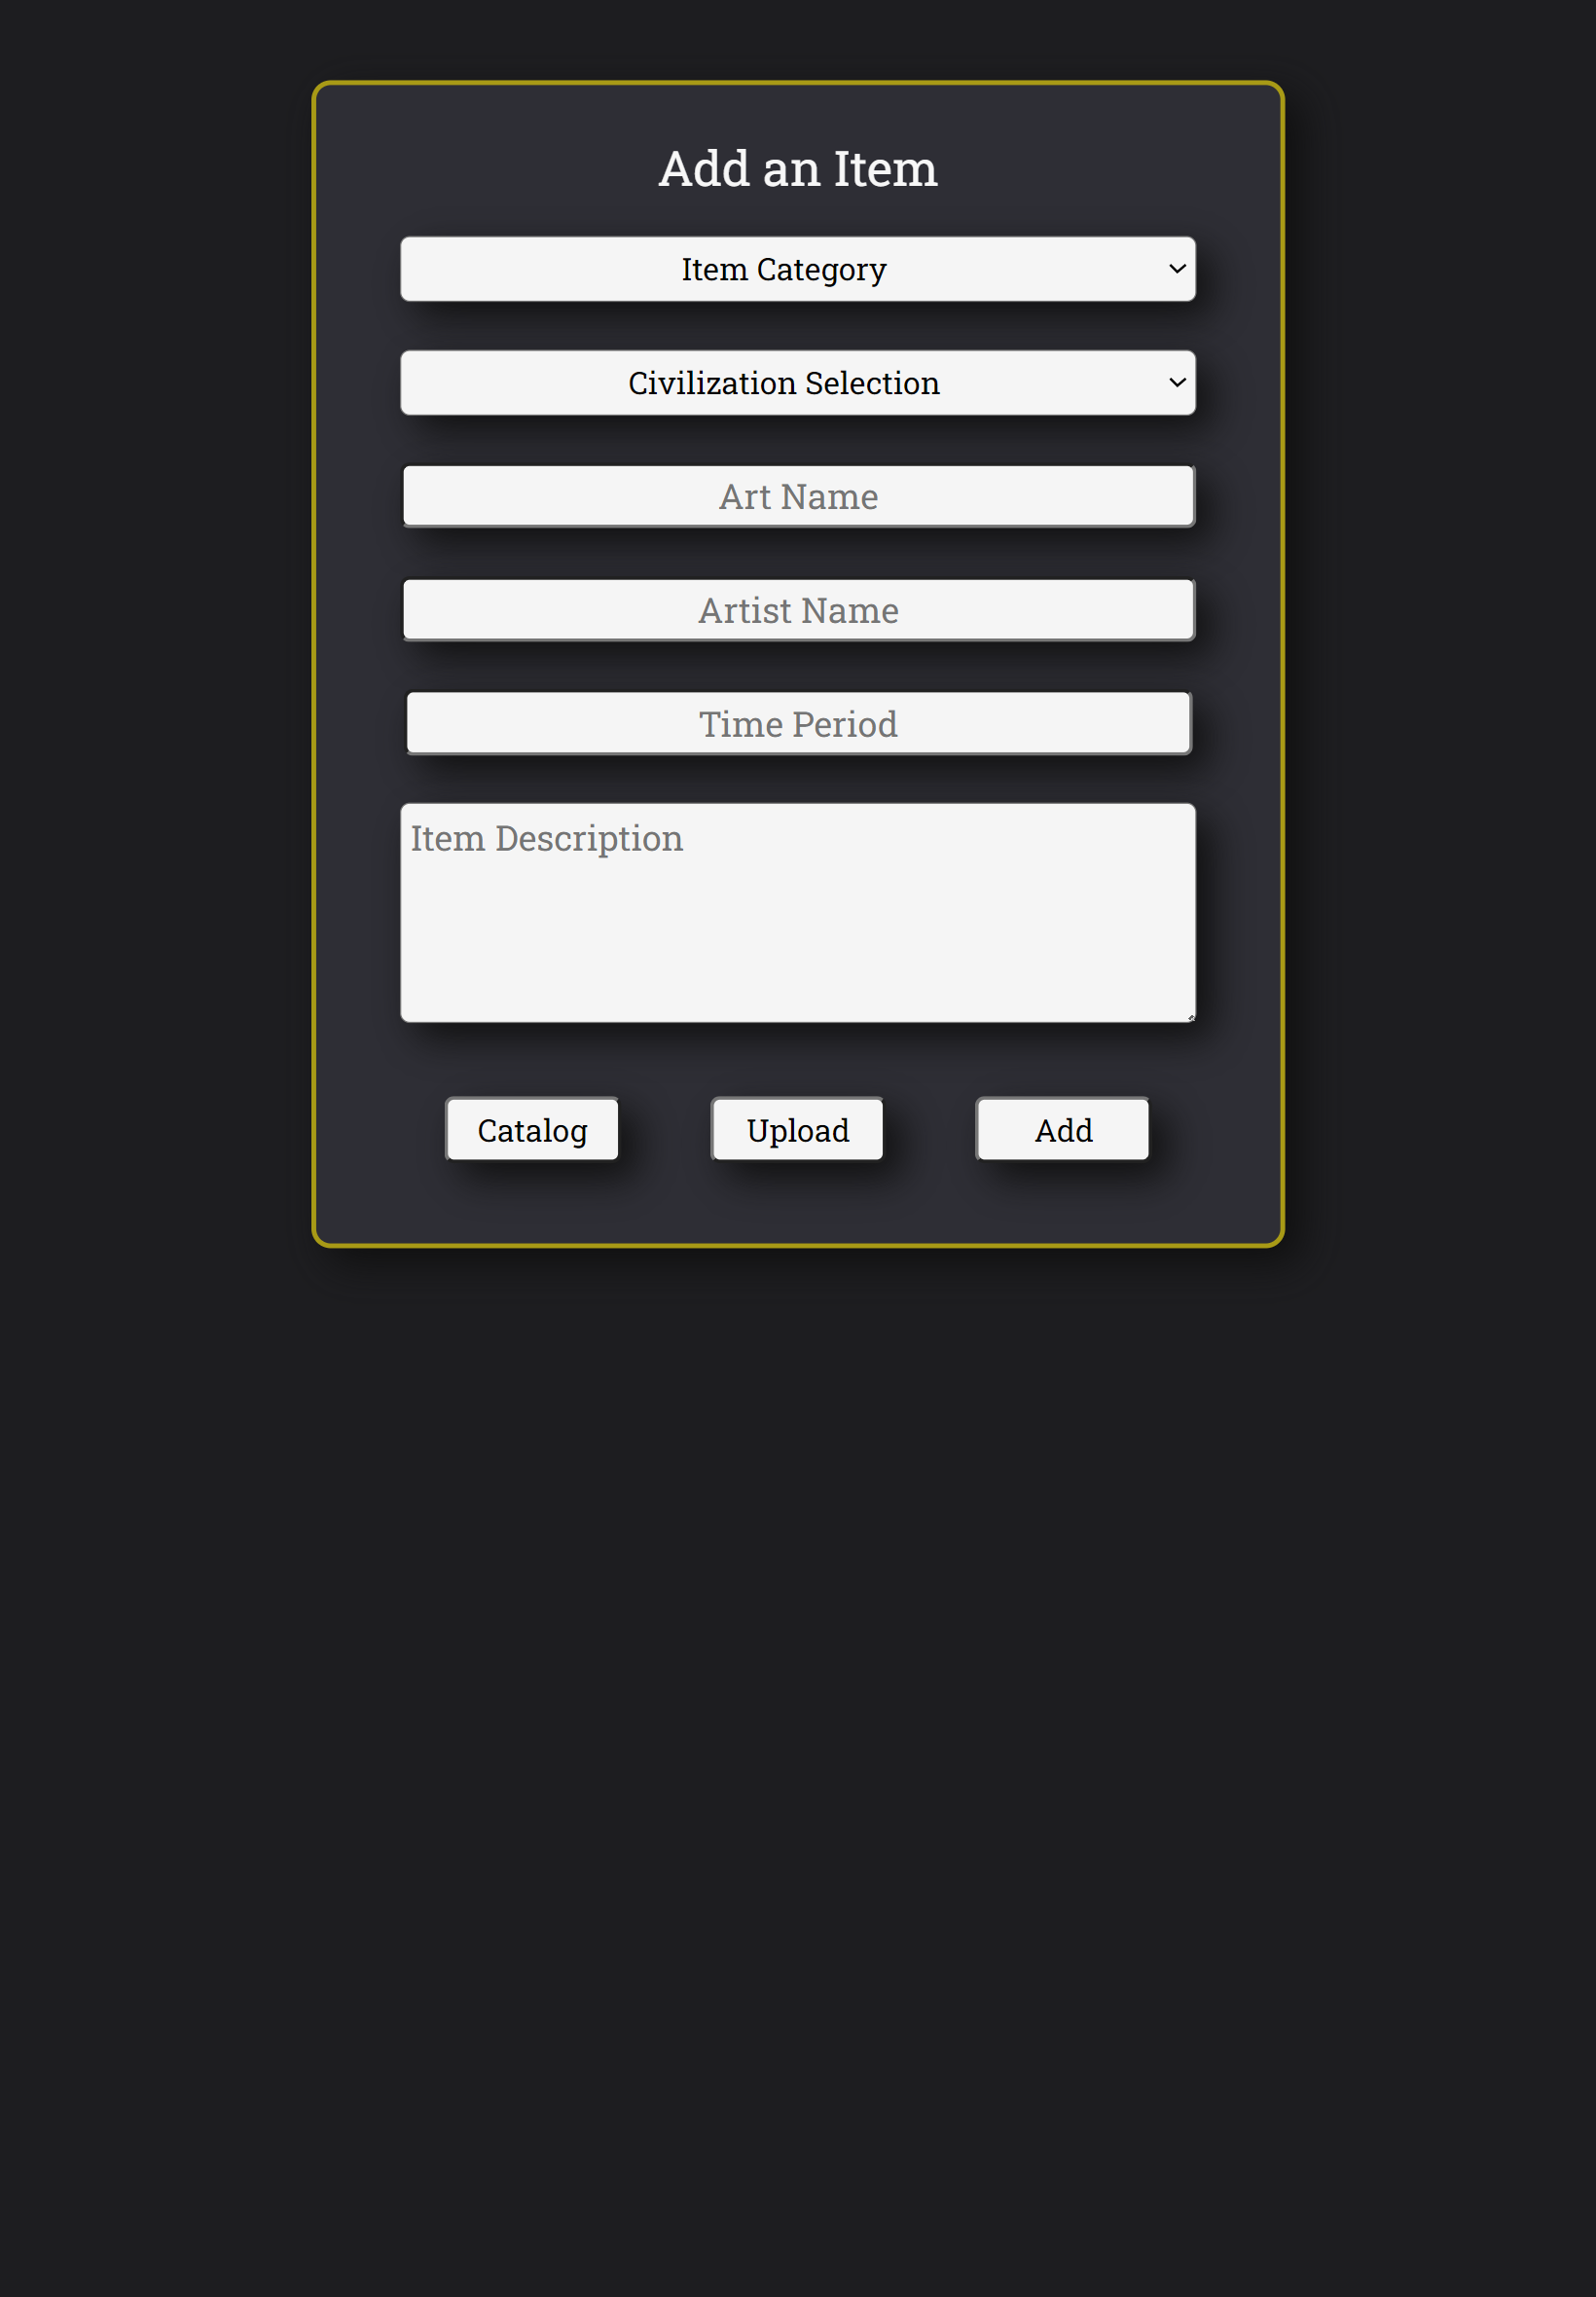 Add an Item
Item Category
Civilization Selection
Art Name
Artist Name
Time Period
Item Description
Catalog
Upload
Add